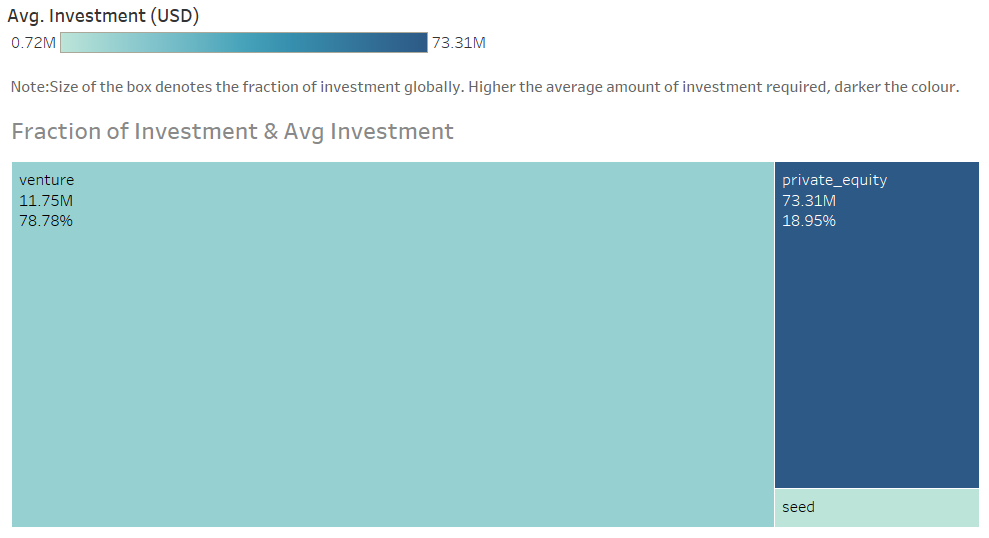 Avg. Investment (USD)
0.72M 73.31M
Note:Size of the box denotes the fraction of investment globally. Higher the average amount of investment required, darker the colour.
Fraction of Investment & Avg Investment
venture
11.75M
78.78%
private_equity
73.31M
18.95%
seed